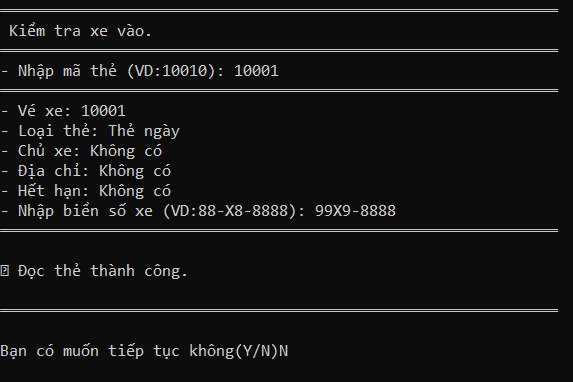 Kiểm tra xe vào.
- Nhập mã thẻ (VD:10010): 10001
- Vé xe: 10001
- Loại thẻ: Thẻ ngày
- Chủ xe: Không có
- Địa chỉ: Không có
- Hết hạn: Không có
- Nhập biển số xe (VD:88-X8-8888): 99X9-8888
Đọc thẻ thành công.
Bạn có muốn tiếp tục không(Y/N)N